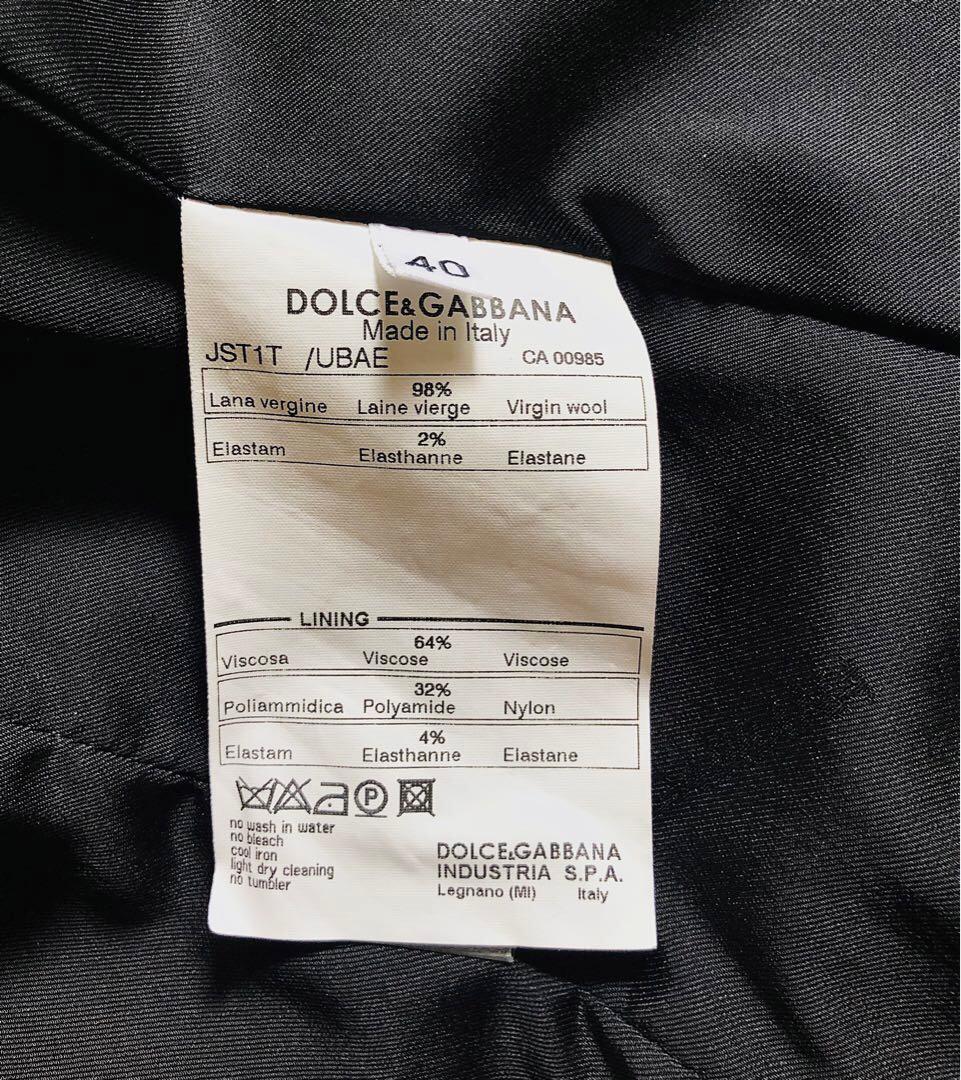 40
DOLCE&GABBANA
Made in Italy
JST1T /UBAE CA 00985
98%
Lana vergine Laine vierge Virgin wool
2%
Elastam Elasthanne Elastane
LINING
64%
Viscosa Viscose Viscose
32%
Poliammidica Polyamide Nylon
4%
Elastam Elasthanne Elastane
P
no wash in water
no bleach
cool iron
light dry cleaning
no tumbler
DOLCE&GABBANA
INDUSTRIA S.P.A.
Legnano (MI) Italy